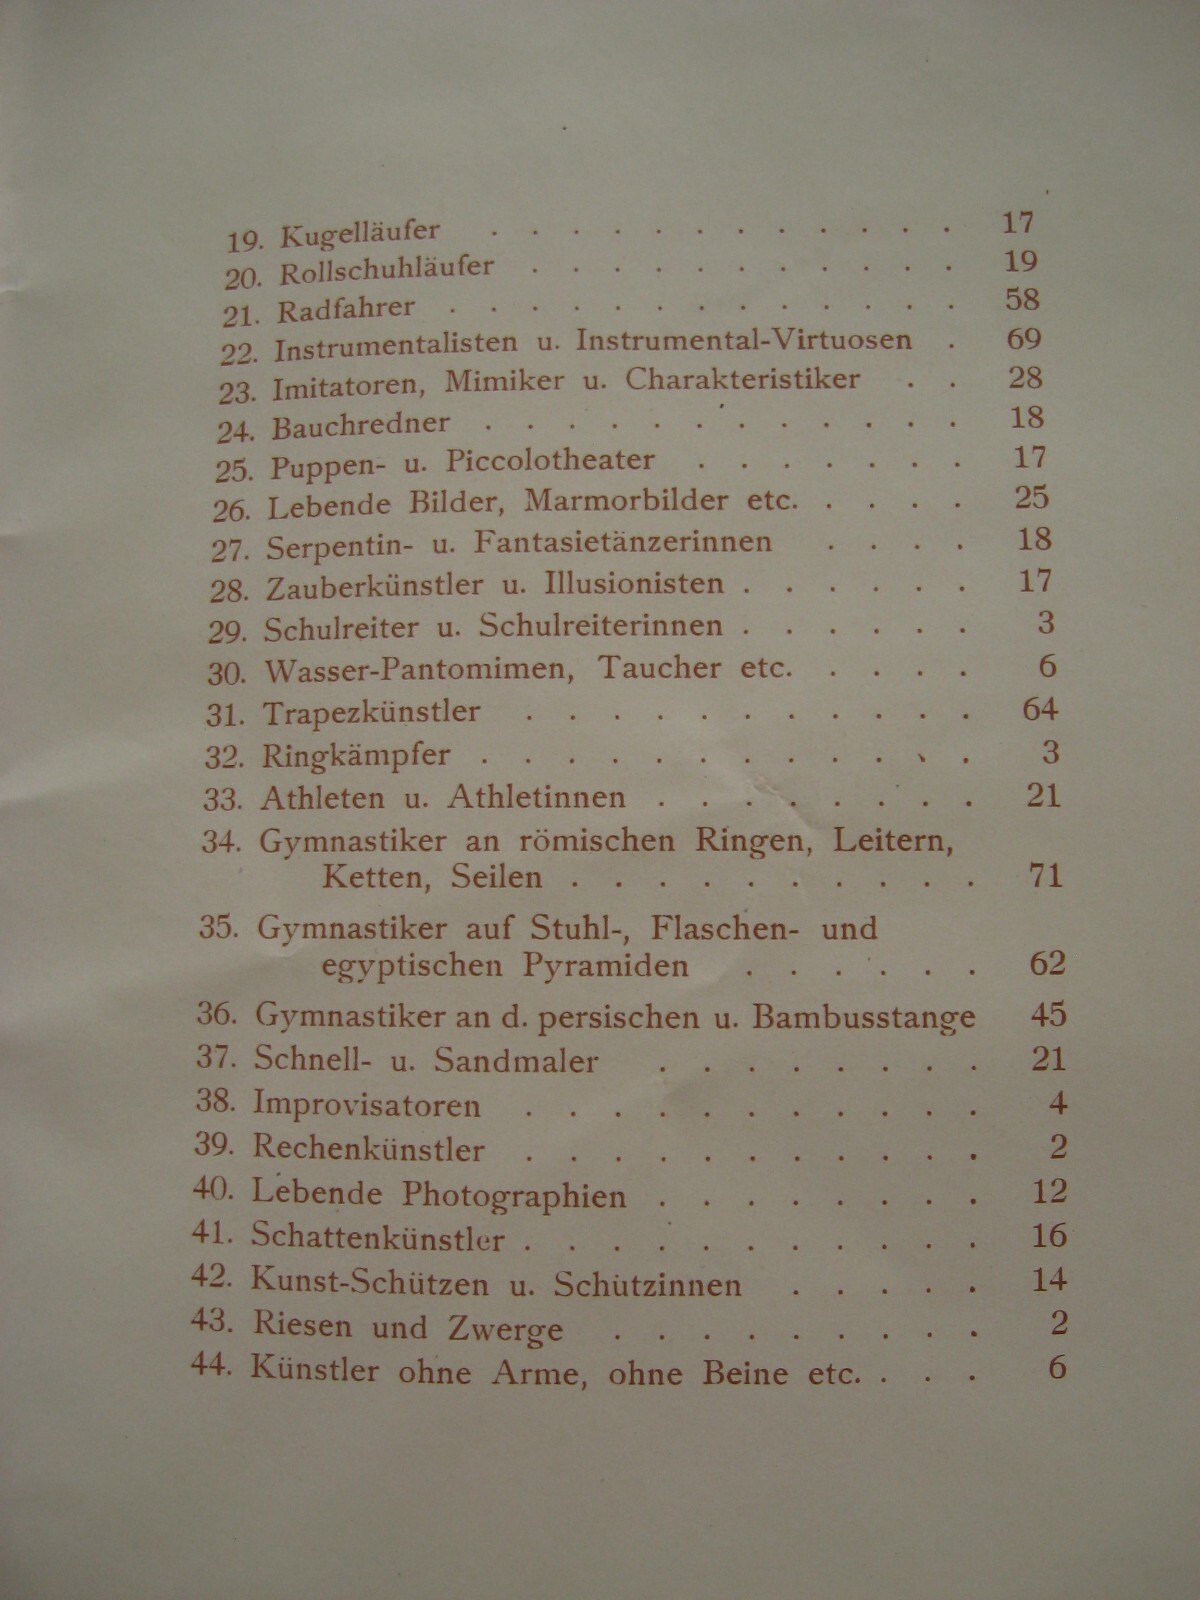 19. Kugelläufer . . . . . . . . . . . . 17
20. Rollschuhläufer . . . . . . . . . . . 19
21. Radfahrer . . . . . . . . . . . . . 58
22. Instrumentalisten u. Instrumental-Virtuosen . 69
23. Imitatoren, Mimiker u. Charakteristiker . . 28
24. Bauchredner . . . . . . . . . . . . 18
25. Puppen- u. Piccolotheater . . . . . . . 17
26. Lebende Bilder, Marmorbilder etc. . . . . 25
27. Serpentin- u. Fantasietänzerinnen . . . . 18
28. Zauberkünstler u. Illusionisten . . . . . . 17
29. Schulreiter u. Schulreiterinnen . . . . . . 3
30. Wasser-Pantomimen, Taucher etc. . . . . 6
31. Trapezkünstler . . . . . . . . . . . 64
32. Ringkämpfer . . . . . . . . . . . . 3
33. Athleten u. Athletinnen . . . . . . . . 21
34. Gymnastiker an römischen Ringen, Leitern,
Ketten, Seilen . . . . . . . . . . 71
35. Gymnastiker auf Stuhl-, Flaschen- und
egyptischen Pyramiden . . . . . . 62
36. Gymnastiker an d. persischen u. Bambusstange 45
37. Schnell- u. Sandmaler . . . . . . . . 21
38. Improvisatoren . . . . . . . . . . . 4
39. Rechenkünstler . . . . . . . . . . . 2
40. Lebende Photographien . . . . . . . . 12
41. Schattenkünstler . . . . . . . . . . . 16
42. Kunst-Schützen u. Schützinnen . . . . . 14
43. Riesen und Zwerge . . . . . . . . . 2
44. Künstler ohne Arme, ohne Beine etc. . . . 6